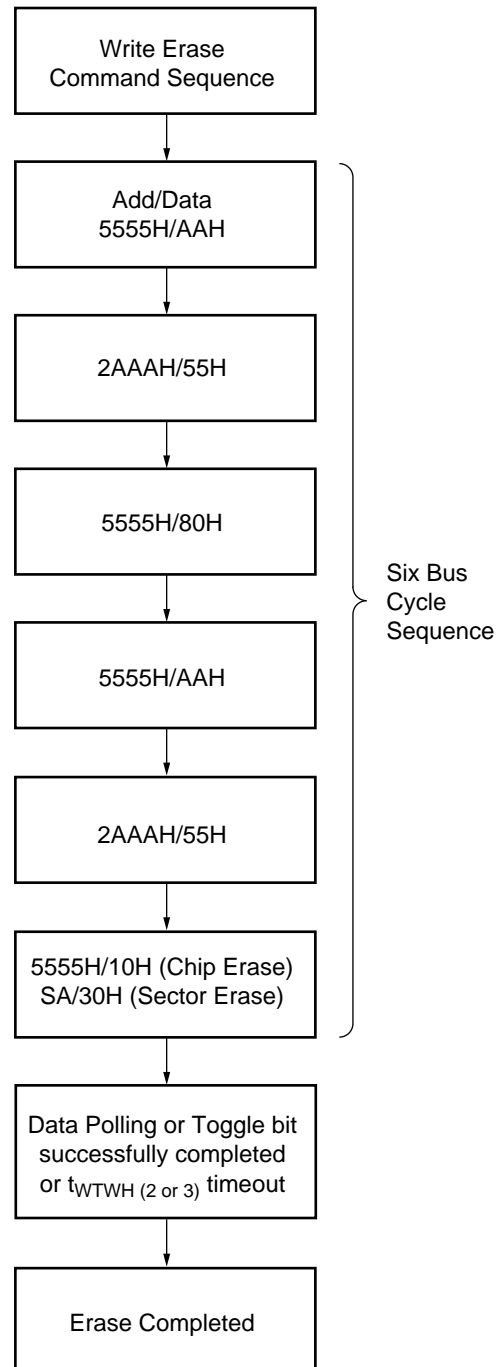 Write Erase
Command Sequence
Add/Data
5555H/AAH
2AAAH/55H
5555H/80H
5555H/AAH
2AAAH/55H
5555H/10H (Chip Erase)
SA/30H (Sector Erase)
Six Bus
Cycle
Sequence
Data Polling or Toggle bit
successfully completed
or tWTWH (2 or 3) timeout
Erase Completed